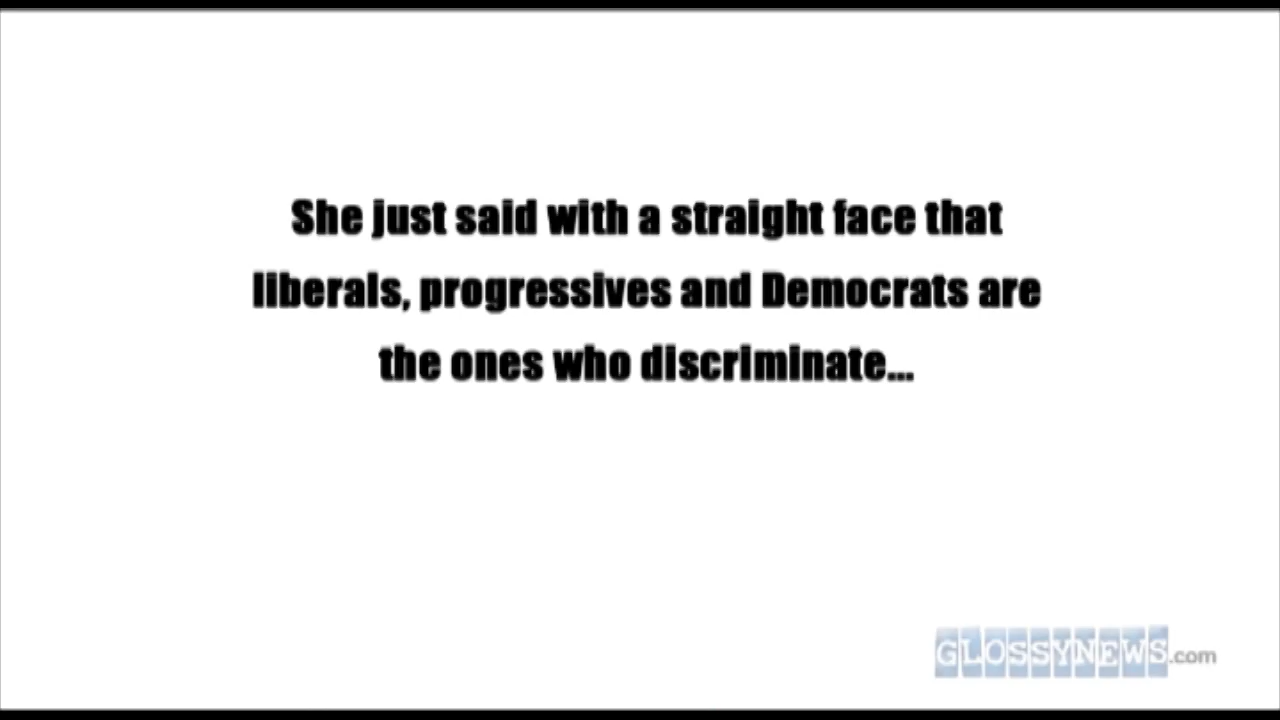 She just said with a straight face that
liberals, progressives and Democrats are
the ones who discriminate...
GLOSSYNEWS.com